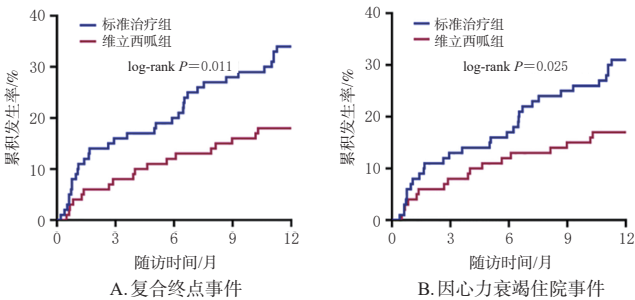 标准治疗组
维立西呱组
log-rank P=0.011
累积发生率/%
40
30
20
10
0
0 3 6 9 12
随访时间/月
A.复合终点事件
标准治疗组
维立西呱组
log-rank P=0.025
累积发生率/%
40
30
20
10
0
0 3 6 9 12
随访时间/月
B.因心力衰竭住院事件